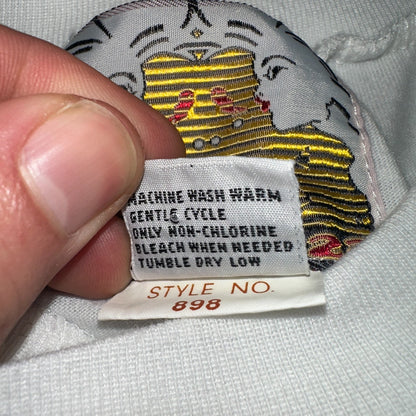 MACHINE WASH WARM
GENTLE CYCLE
ONLY NON-CHLORINE
BLEACH WHEN NEEDED
TUMBLE DRY LOW
STYLE NO.
898